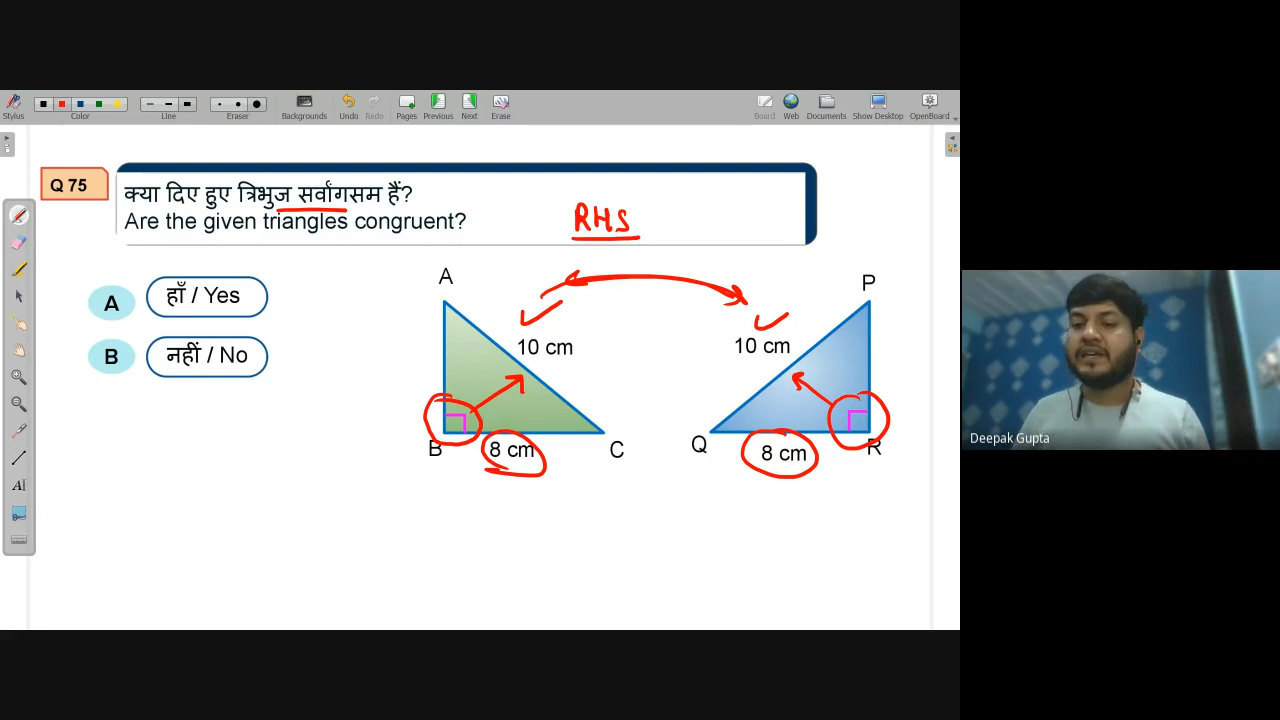 Stylus
Color
Line
Eraser
Backgrounds
Undo
Redo
Pages
Previous
Next
Erase
Board
Web
Documents
Show Desktop
OpenBoard
Q 75
क्या दिए हुए त्रिभुज सर्वांगसम हैं?
Are the given triangles congruent?
RHS
A
हाँ / Yes
B
नहीं / No
A
10 cm
B
8 cm
C
P
10 cm
Q
8 cm
R
Deepak Gupta